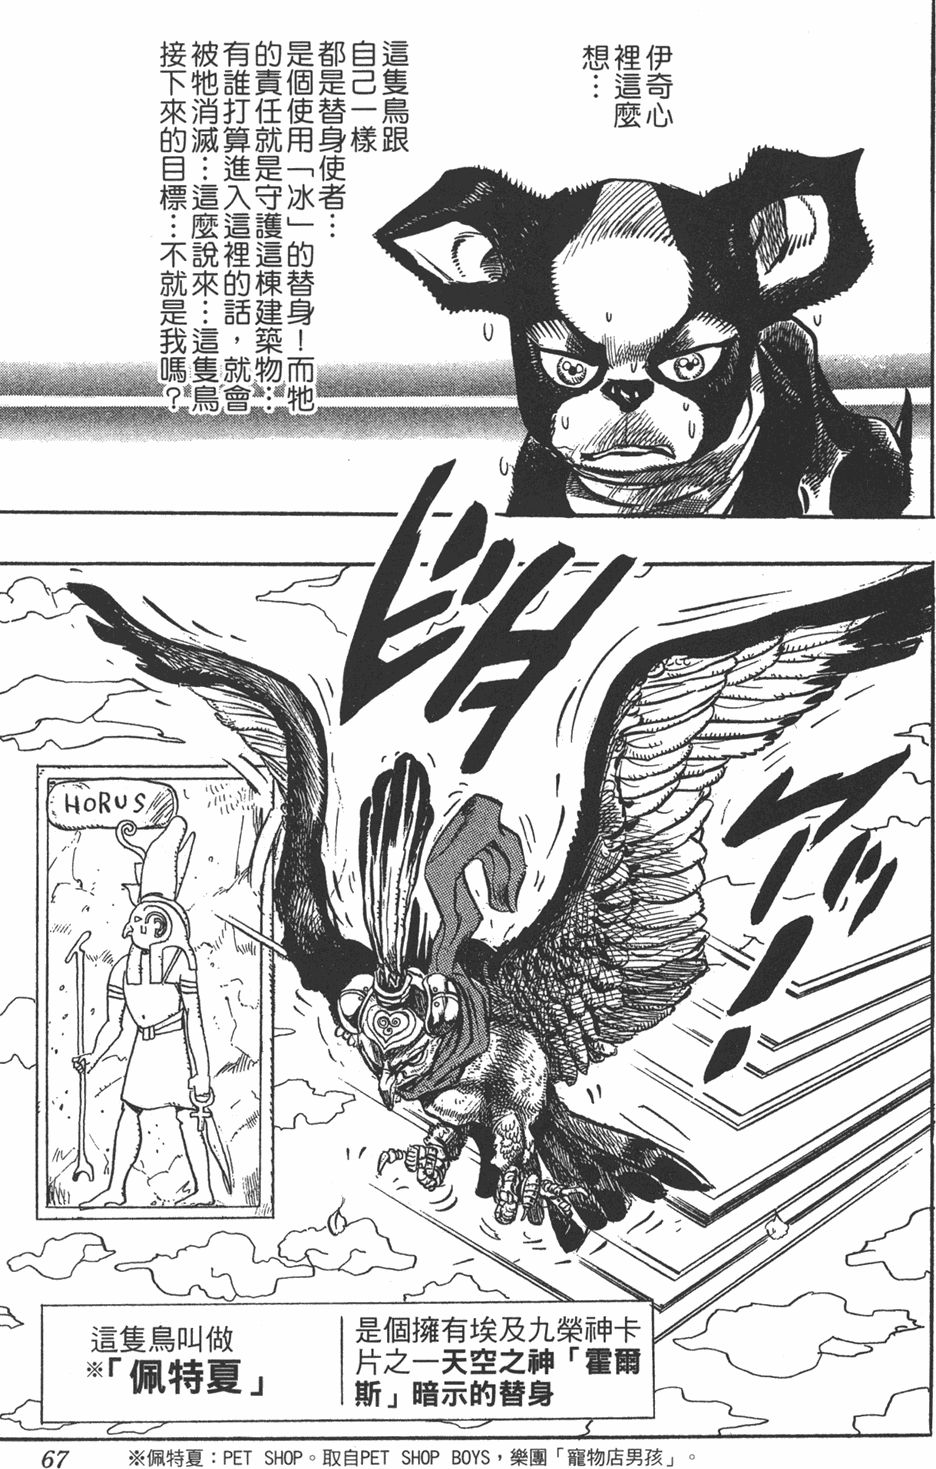 伊奇心
裡這麼
想…
這隻鳥跟
自己一樣
都是替身使者…
是個使用「冰」的替身！而牠
的責任就是守護這棟建築物…
有誰打算進入這裡的話，就會
被牠消滅…這麼說來…這隻鳥
接下來的目標…不就是我嗎？
ビュアアッ！
HORUS
是個擁有埃及九榮神卡
片之一天空之神「霍爾
斯」暗示的替身
這隻鳥叫做
※「佩特夏」
67
※佩特夏：PET SHOP。取自PET SHOP BOYS，樂團「寵物店男孩」。